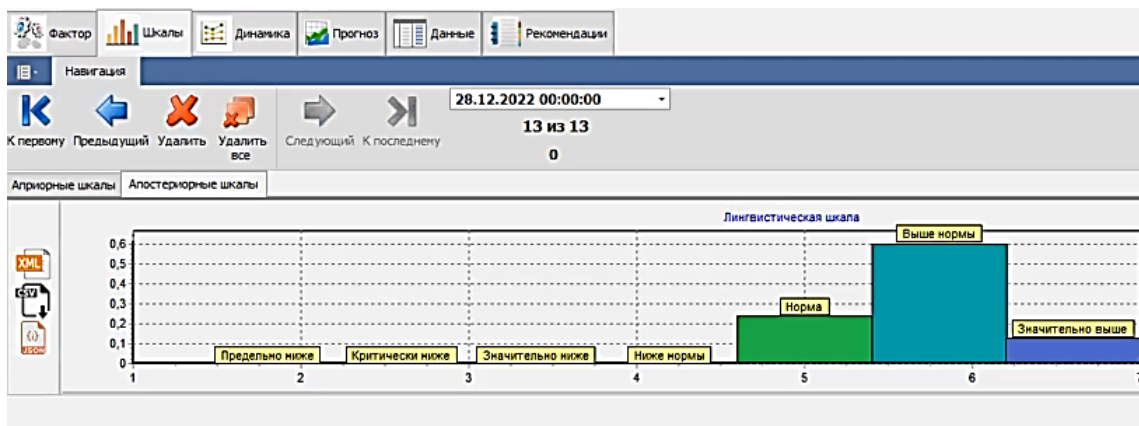 Фактор Шкалы Динамика Прогноз Данные Рекомендации
Навигация
28.12.2022 00:00:00
13 из 13
0
К первому Предыдущий Удалить Удалить все Следующий К последнему
Априорные шкалы Апостериорные шкалы
Лингвистическая шкала
XML
CSV
JSON
0,6
0,5
0,4
0,3
0,2
0,1
0
Выше нормы
Норма
Значительно выше
Предельно ниже Критически ниже Значительно ниже Ниже нормы
1 2 3 4 5 6 7